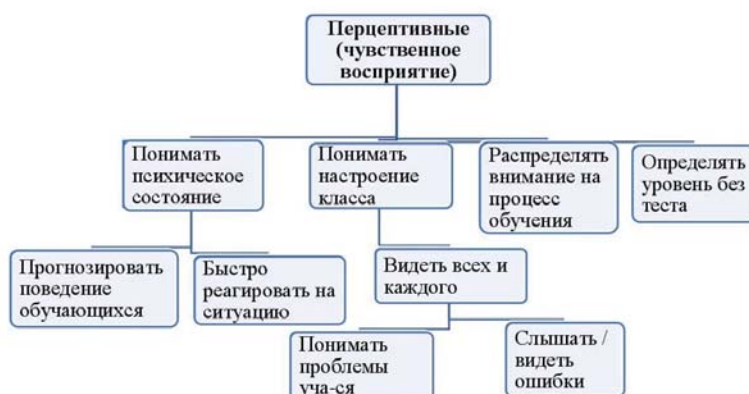 Перцептивные
(чувственное
восприятие)
Понимать
психическое
состояние
Понимать
настроение
класса
Распределять
внимание на
процесс
обучения
Определять
уровень без
теста
Прогнозировать
поведение
обучающихся
Быстро
реагировать на
ситуацию
Видеть всех и
каждого
Понимать
проблемы
уча-ся
Слышать /
видеть
ошибки